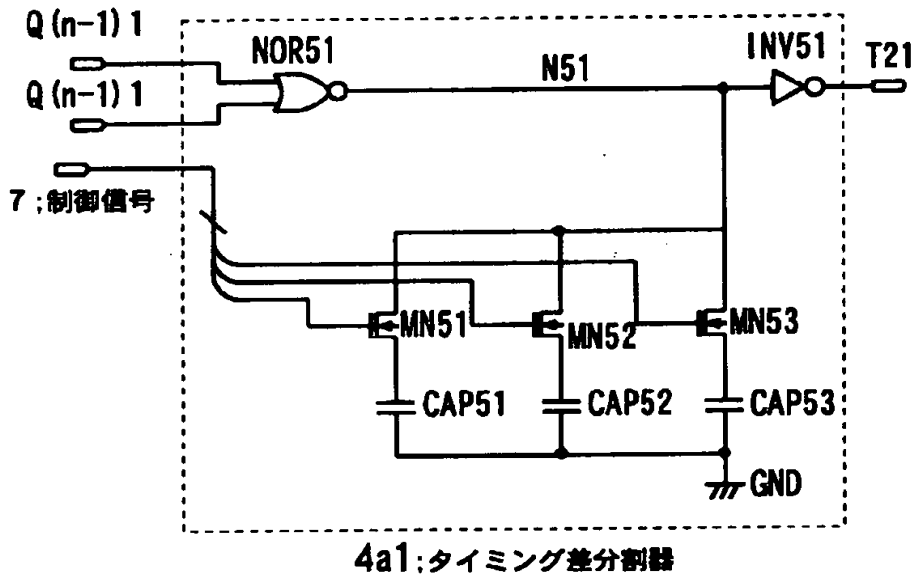 Q(n-1)1
NOR51
N51
INV51
T21
Q(n-1)1
7;制御信号
MN51
MN52
MN53
CAP51
CAP52
CAP53
GND
4a1;タイミング差分割器